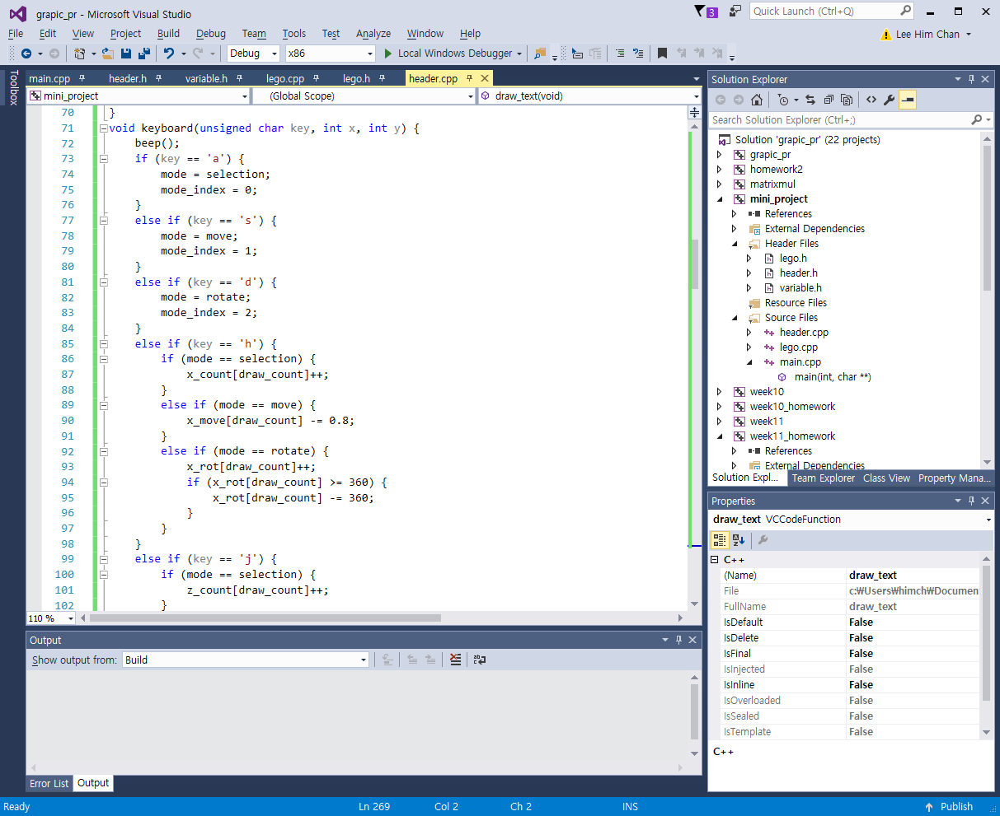 grapic_pr - Microsoft Visual Studio
3
Quick Launch (Ctrl+Q)
File Edit View Project Build Debug Team Tools Test Analyze Window Help
Lee Him Chan
Debug x86 Local Windows Debugger
Toolbox
main.cpp header.h variable.h lego.cpp lego.h header.cpp
mini_project (Global Scope) draw_text(void)
70 }
71 void keyboard(unsigned char key, int x, int y) {
72 beep();
73 if (key == 'a') {
74 mode = selection;
75 mode_index = 0;
76 }
77 else if (key == 's') {
78 mode = move;
79 mode_index = 1;
80 }
81 else if (key == 'd') {
82 mode = rotate;
83 mode_index = 2;
84 }
85 else if (key == 'h') {
86 if (mode == selection) {
87 x_count[draw_count]++;
88 }
89 else if (mode == move) {
90 x_move[draw_count] -= 0.8;
91 }
92 else if (mode == rotate) {
93 x_rot[draw_count]++;
94 if (x_rot[draw_count] >= 360) {
95 x_rot[draw_count] -= 360;
96 }
97 }
98 }
99 else if (key == 'j') {
100 if (mode == selection) {
101 z_count[draw_count]++;
102 }
110 %
Output
Show output from: Build
Error List Output
Solution Explorer
Search Solution Explorer (Ctrl+;)
Solution 'grapic_pr' (22 projects)
grapic_pr
homework2
matrixmul
mini_project
References
External Dependencies
Header Files
lego.h
header.h
variable.h
Resource Files
Source Files
header.cpp
lego.cpp
main.cpp
main(int, char **)
week10
week10_homework
week11
week11_homework
References
External Dependencies
Solution Expl... Team Explorer Class View Property Mana...
Properties
draw_text VCCodeFunction
C++
(Name) draw_text
File c:₩Users₩himch₩Documen
FullName draw_text
IsDefault False
IsDelete False
IsFinal False
IsInjected False
IsInline False
IsOverloaded False
IsSealed False
IsTemplate False
C++
Ready Ln 269 Col 2 Ch 2 INS Publish